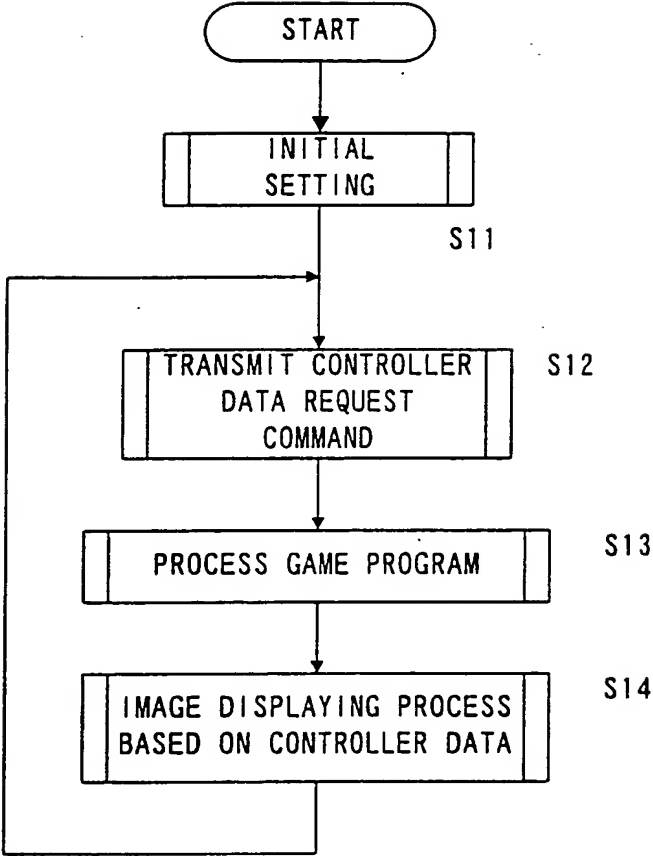 START
INITIAL
SETTING
S11
TRANSMIT CONTROLLER
DATA REQUEST
COMMAND
S12
PROCESS GAME PROGRAM
S13
IMAGE DISPLAYING PROCESS
BASED ON CONTROLLER DATA
S14